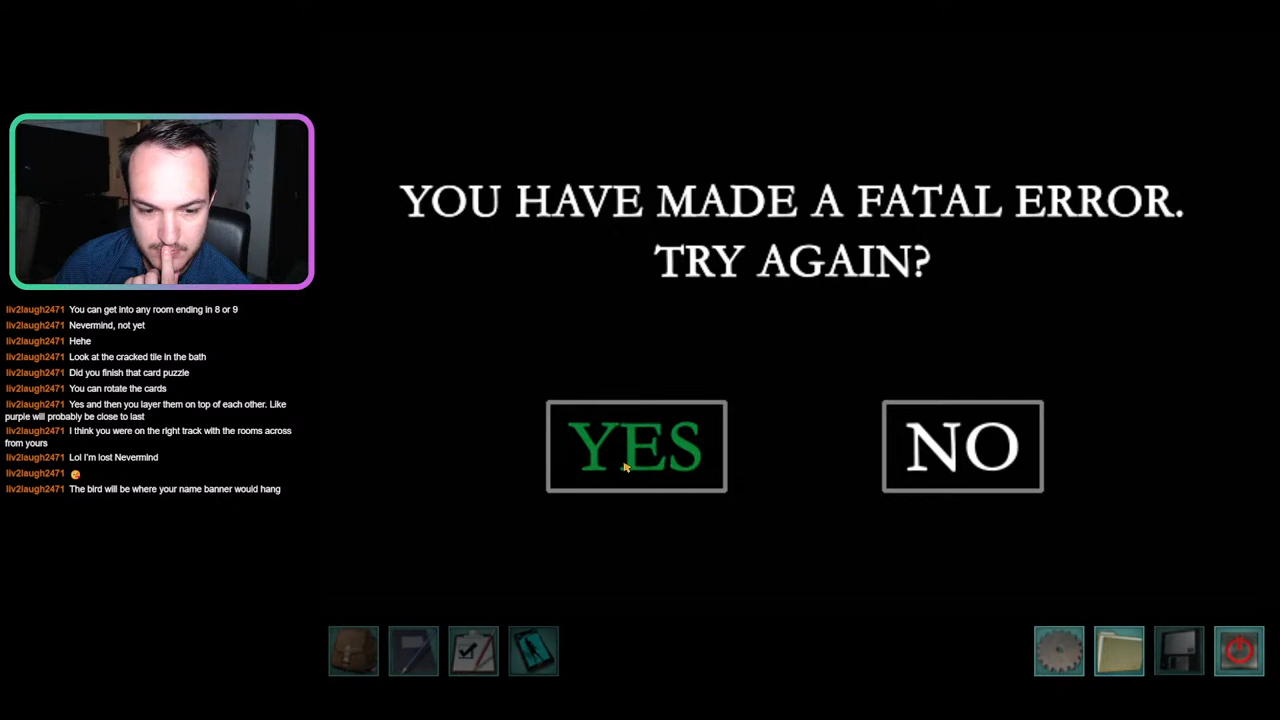 YOU HAVE MADE A FATAL ERROR.
TRY AGAIN?
YES
NO
liv2laugh2471 You can get into any room ending in 8 or 9
liv2laugh2471 Nevermind, not yet
liv2laugh2471 Hehe
liv2laugh2471 Look at the cracked tile in the bath
liv2laugh2471 Did you finish that card puzzle
liv2laugh2471 You can rotate the cards
liv2laugh2471 Yes and then you layer them on top of each other. Like
purple will probably be close to last
liv2laugh2471 I think you were on the right track with the rooms across
from yours
liv2laugh2471 Lol I'm lost Nevermind
liv2laugh2471
liv2laugh2471 The bird will be where your name banner would hang